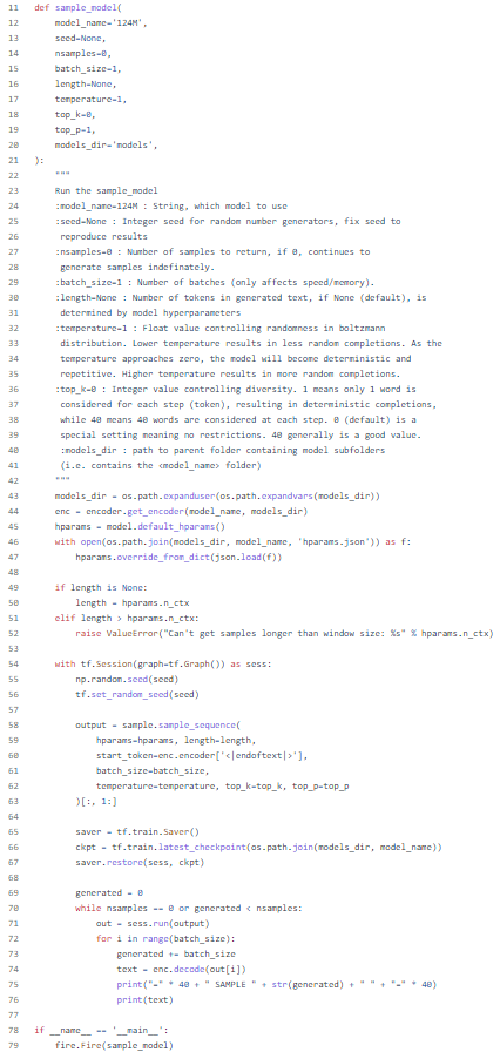 11 def sample_model(
12     model_name='124M',
13     seed=None,
14     nsamples=0,
15     batch_size=1,
16     length=None,
17     temperature=1,
18     top_k=0,
19     top_p=1,
20     models_dir='models',
21 ):
22     """
23     Run the sample_model
24     :model_name=124M : String, which model to use
25     :seed=None : Integer seed for random number generators, fix seed to
26      reproduce results
27     :nsamples=0 : Number of samples to return, if 0, continues to
28      generate samples indefinately.
29     :batch_size=1 : Number of batches (only affects speed/memory).
30     :length=None : Number of tokens in generated text, if None (default), is
31      determined by model hyperparameters
32     :temperature=1 : Float value controlling randomness in boltzmann
33      distribution. Lower temperature results in less random completions. As the
34      temperature approaches zero, the model will become deterministic and
35      repetitive. Higher temperature results in more random completions.
36     :top_k=0 : Integer value controlling diversity. 1 means only 1 word is
37      considered for each step (token), resulting in deterministic completions,
38      while 40 means 40 words are considered at each step. 0 (default) is a
39      special setting meaning no restrictions. 40 generally is a good value.
40      :models_dir : path to parent folder containing model subfolders
41      (i.e. contains the <model_name> folder)
42     """
43     models_dir = os.path.expanduser(os.path.expandvars(models_dir))
44     enc = encoder.get_encoder(model_name, models_dir)
45     hparams = model.default_hparams()
46     with open(os.path.join(models_dir, model_name, 'hparams.json')) as f:
47         hparams.override_from_dict(json.load(f))
48
49     if length is None:
50         length = hparams.n_ctx
51     elif length > hparams.n_ctx:
52         raise ValueError("Can't get samples longer than window size: %s" % hparams.n_ctx)
53
54     with tf.Session(graph=tf.Graph()) as sess:
55         np.random.seed(seed)
56         tf.set_random_seed(seed)
57
58         output = sample.sample_sequence(
59             hparams=hparams, length=length,
60             start_token=enc.encoder['<|endoftext|>'],
61             batch_size=batch_size,
62             temperature=temperature, top_k=top_k, top_p=top_p
63         )[:, 1:]
64
65         saver = tf.train.Saver()
66         ckpt = tf.train.latest_checkpoint(os.path.join(models_dir, model_name))
67         saver.restore(sess, ckpt)
68
69         generated = 0
70         while nsamples == 0 or generated < nsamples:
71             out = sess.run(output)
72             for i in range(batch_size):
73                 generated += batch_size
74                 text = enc.decode(out[i])
75                 print("=" * 40 + " SAMPLE " + str(generated) + " " + "=" * 40)
76                 print(text)
77
78 if __name__ == '__main__':
79     fire.Fire(sample_model)